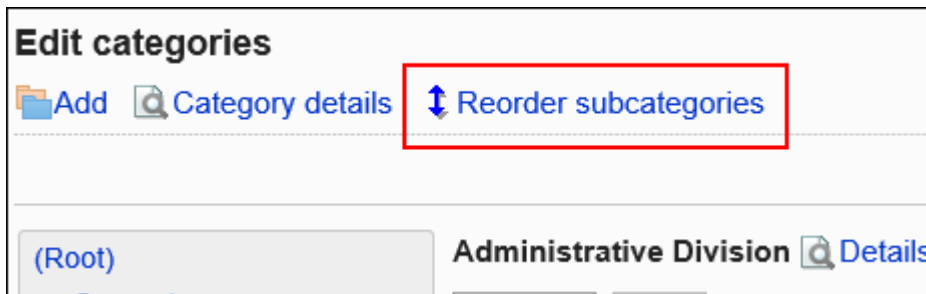 Edit categories
Add Category details Reorder subcategories
(Root) Administrative Division Details